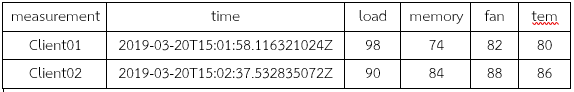 measurement time load memory fan tem
Client01 2019-03-20T15:01:58.116321024Z 98 74 82 80
Client02 2019-03-20T15:02:37.532835072Z 90 84 88 86